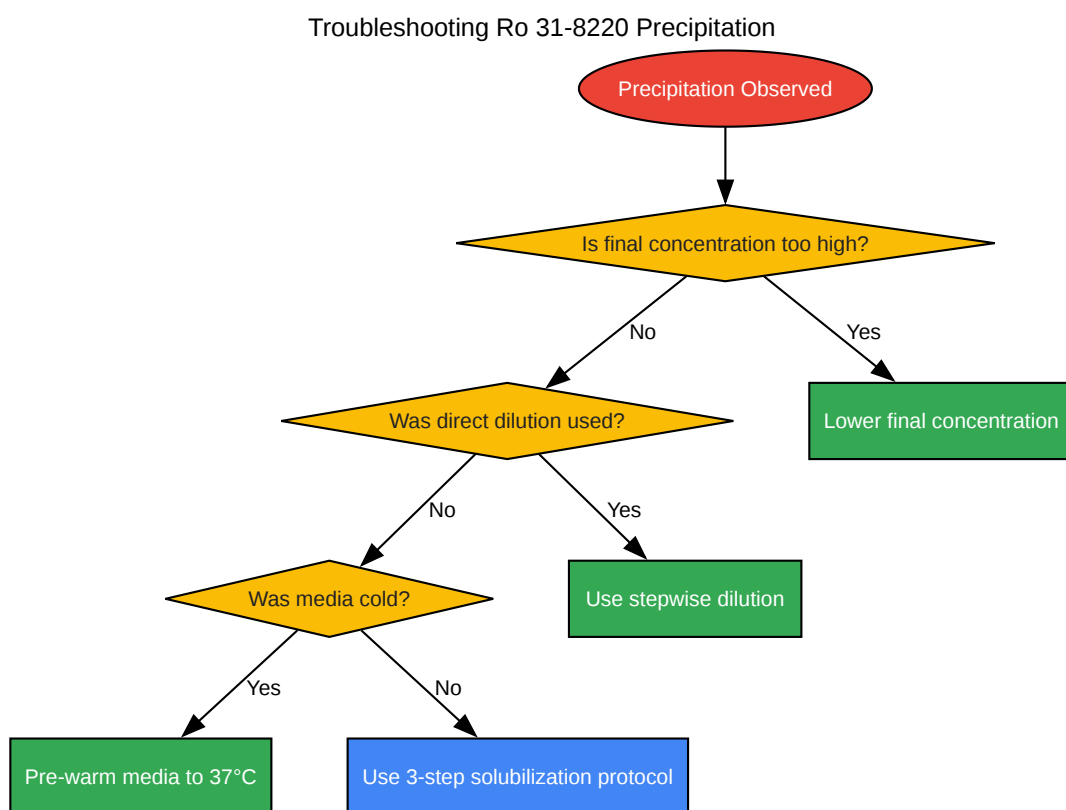 Troubleshooting Ro 31-8220 Precipitation
Precipitation Observed
Is final concentration too high?
No
Yes
Was direct dilution used?
Lower final concentration
No
Yes
Was media cold?
Use stepwise dilution
Yes
No
Pre-warm media to 37°C
Use 3-step solubilization protocol